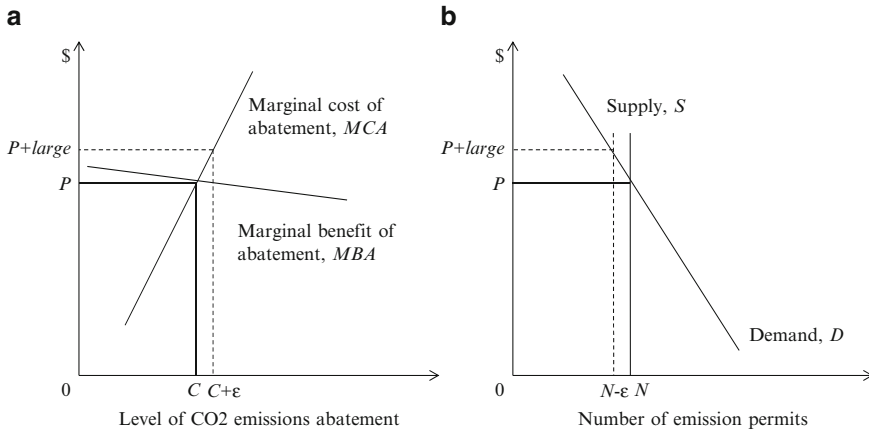 a
$
Marginal cost of
abatement, MCA
P+large
P
Marginal benefit of
abatement, MBA
0
C C+ε
Level of CO2 emissions abatement
b
$
Supply, S
P+large
P
Demand, D
0
N-ε N
Number of emission permits